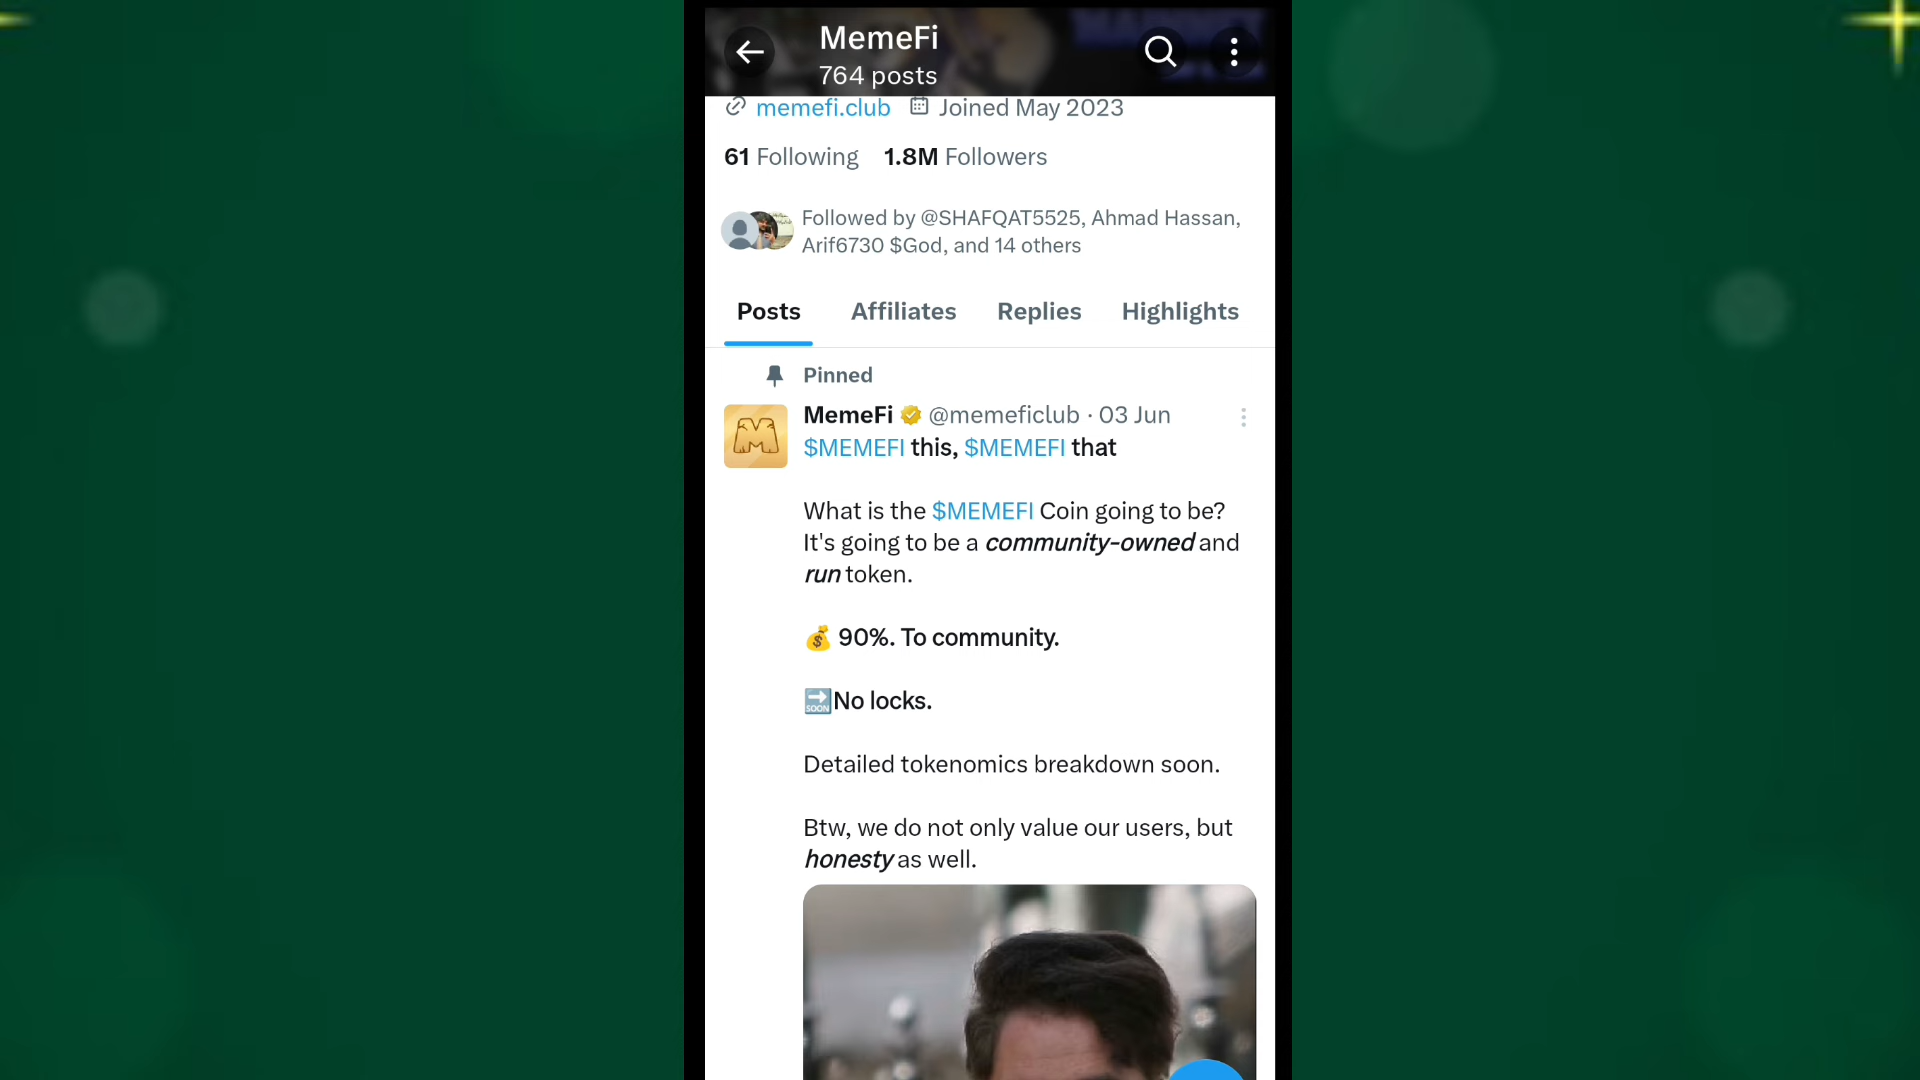 MemeFi
764 posts
memefi.club Joined May 2023
61 Following 1.8M Followers
Followed by @SHAFQAT5525, Ahmad Hassan,
Arif6730 $God, and 14 others
Posts Affiliates Replies Highlights
Pinned
MemeFi @memeficlub · 03 Jun
$MEMEFI this, $MEMEFI that
What is the $MEMEFI Coin going to be?
It's going to be a community-owned and
run token.
💰 90%. To community.
🔜No locks.
Detailed tokenomics breakdown soon.
Btw, we do not only value our users, but
honesty as well.